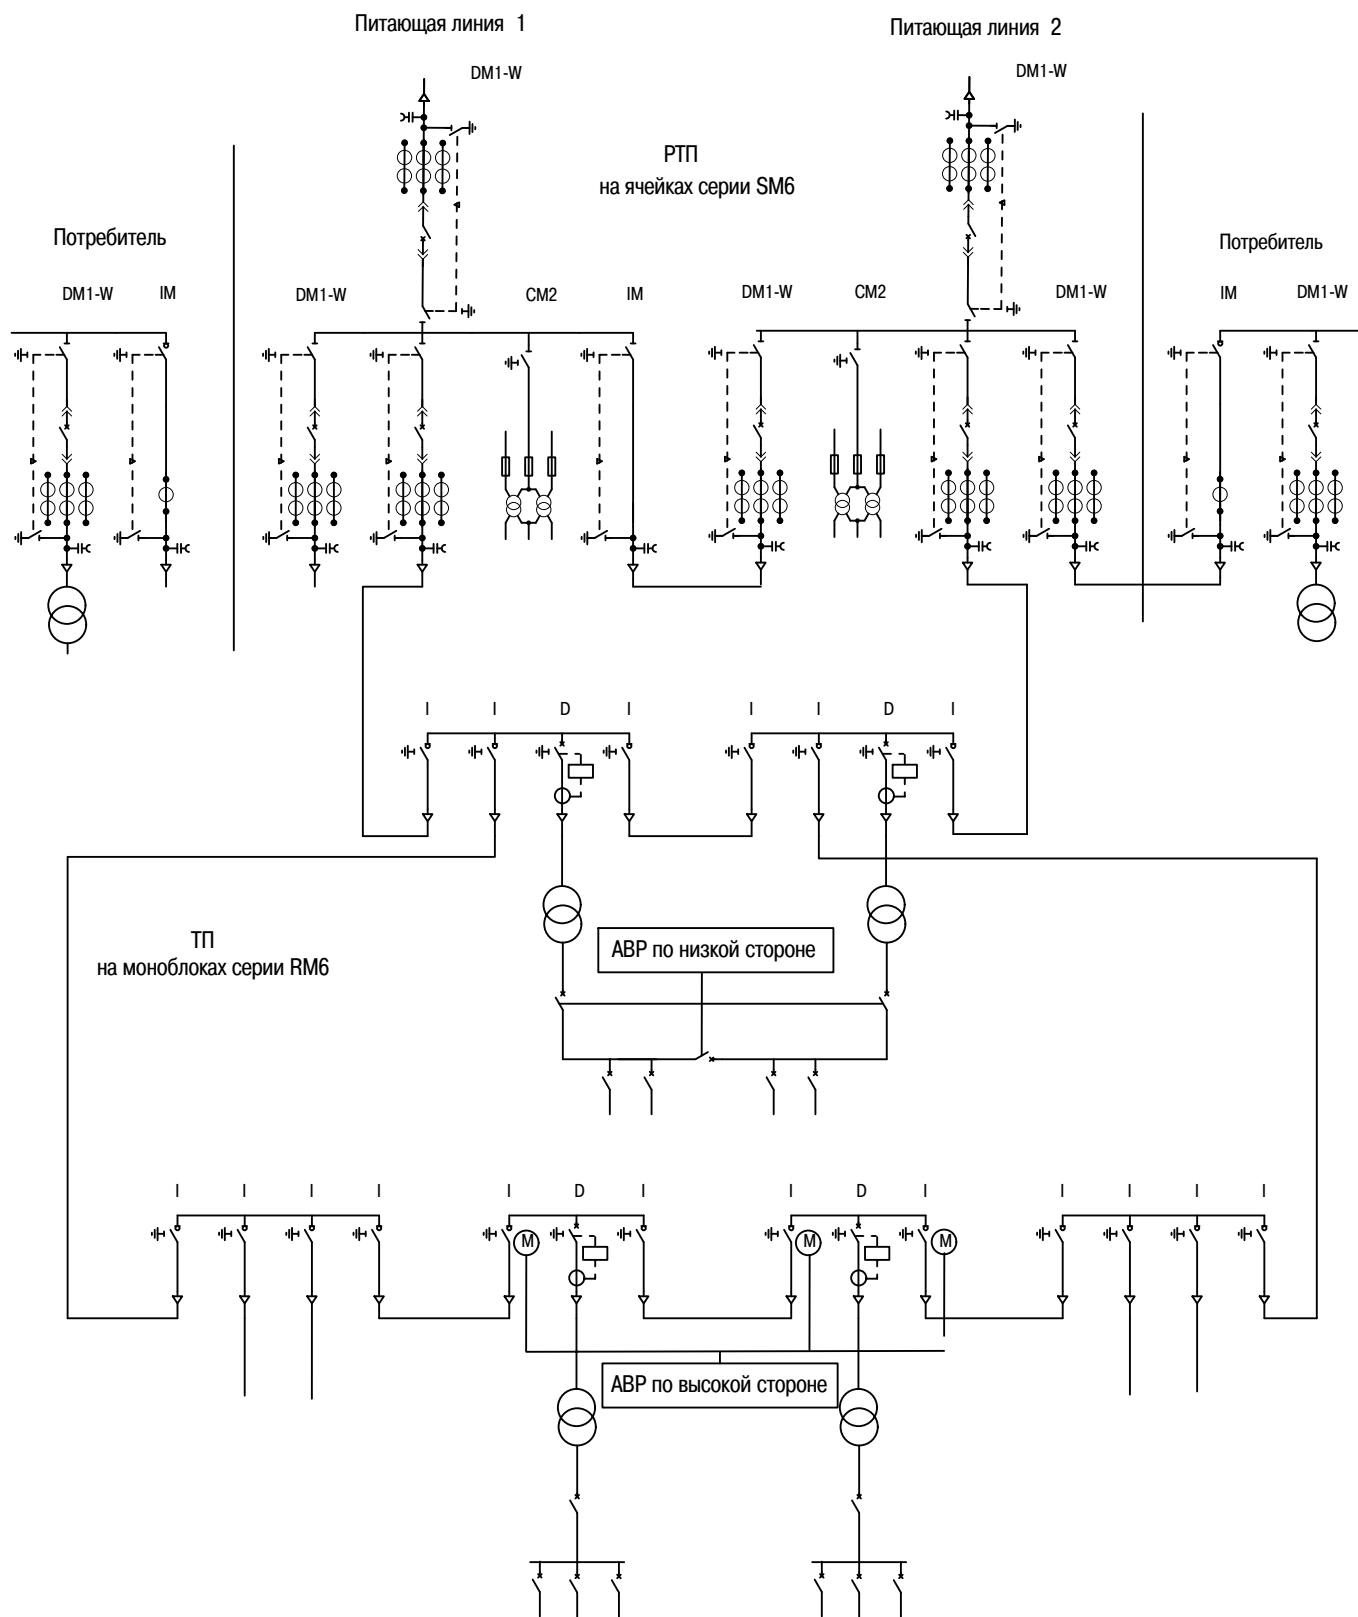 Питающая линия 1
Питающая линия 2
DM1-W
DM1-W
РТП
на ячейках серии SM6
Потребитель
Потребитель
DM1-W IM DM1-W CM2 IM DM1-W CM2 DM1-W IM DM1-W
I I D I I I D I
ТП
на моноблоках серии RM6
АВР по низкой стороне
I I I I I D I I D I I I I I
M M M
АВР по высокой стороне